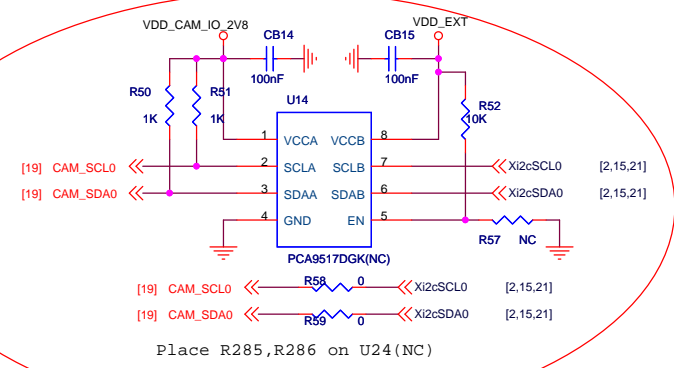 VDD_CAM_IO_2V8
VDD_EXT
CB14
CB15
100nF
100nF
R50
R51
1K
1K
U14
R52
10K
1 VCCA VCCB 8
[19] CAM_SCL0 2 SCLA SCLB 7 Xi2cSCL0 [2,15,21]
[19] CAM_SDA0 3 SDAA SDAB 6 Xi2cSDA0 [2,15,21]
4 GND EN 5
R57 NC
PCA9517DGK(NC)
[19] CAM_SCL0 R58 0 Xi2cSCL0 [2,15,21]
[19] CAM_SDA0 R59 0 Xi2cSDA0 [2,15,21]
Place R285,R286 on U24(NC)